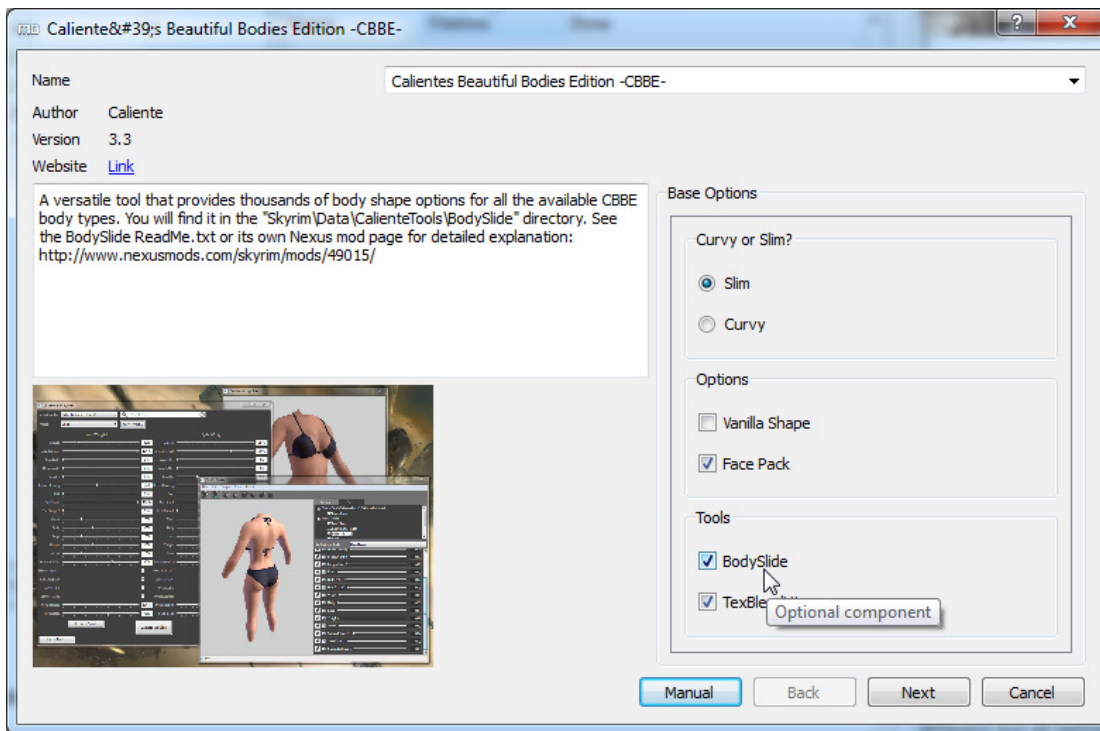 Caliente&#39;s Beautiful Bodies Edition -CBBE-
Name
Calientes Beautiful Bodies Edition -CBBE-
Author Caliente
Version 3.3
Website Link
A versatile tool that provides thousands of body shape options for all the available CBBE
body types. You will find it in the "Skyrim\Data\CalienteTools\BodySlide" directory. See
the BodySlide ReadMe.txt or its own Nexus mod page for detailed explanation:
http://www.nexusmods.com/skyrim/mods/49015/
Base Options
Curvy or Slim?
Slim
Curvy
Options
Vanilla Shape
Face Pack
Tools
BodySlide
Optional component
Manual Back Next Cancel